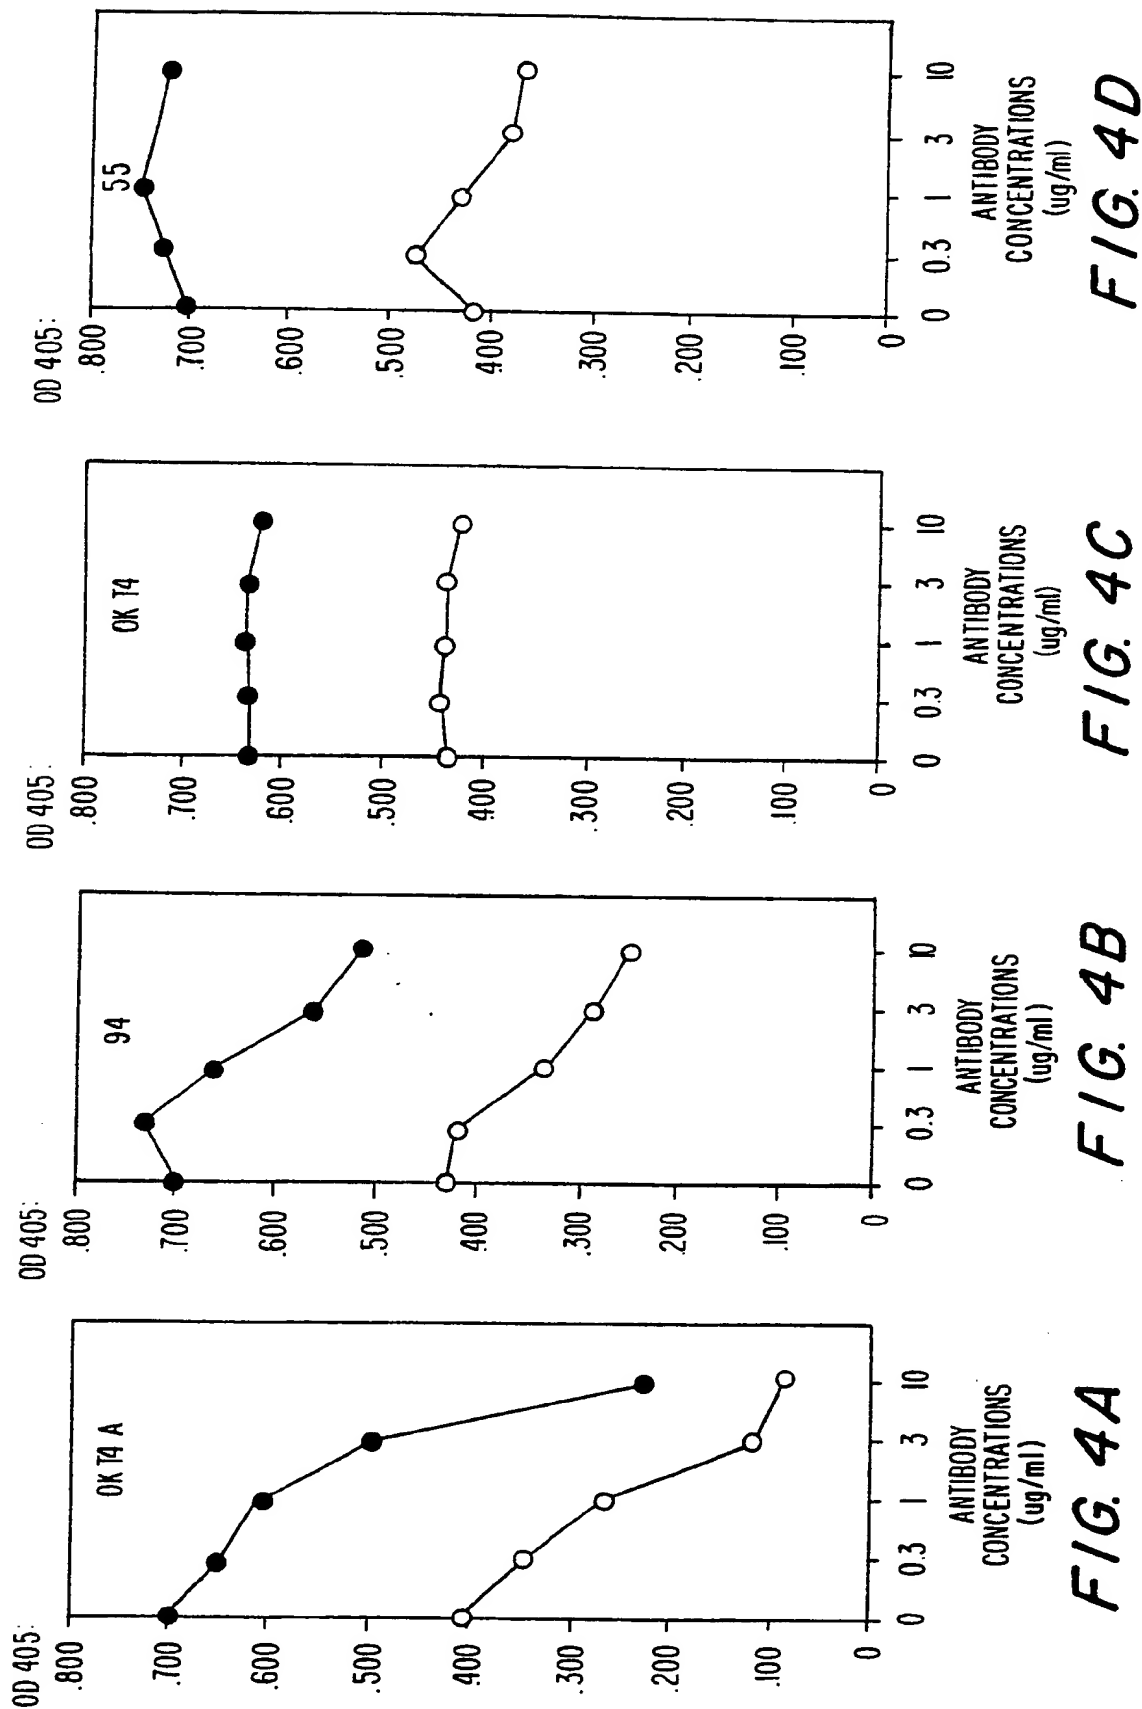 OD 405:
.800
.700
.600
.500
.400
.300
.200
.100
0
OKT4 A
0 0.3 1 3 10
ANTIBODY
CONCENTRATIONS
(ug/ml)
FIG. 4A
OD 405:
.800
.700
.600
.500
.400
.300
.200
.100
0
94
0 0.3 1 3 10
ANTIBODY
CONCENTRATIONS
(ug/ml)
FIG. 4B
OD 405:
.800
.700
.600
.500
.400
.300
.200
.100
0
OKT4
0 0.3 1 3 10
ANTIBODY
CONCENTRATIONS
(ug/ml)
FIG. 4C
OD 405:
.800
.700
.600
.500
.400
.300
.200
.100
0
55
0 0.3 1 3 10
ANTIBODY
CONCENTRATIONS
(ug/ml)
FIG. 4D